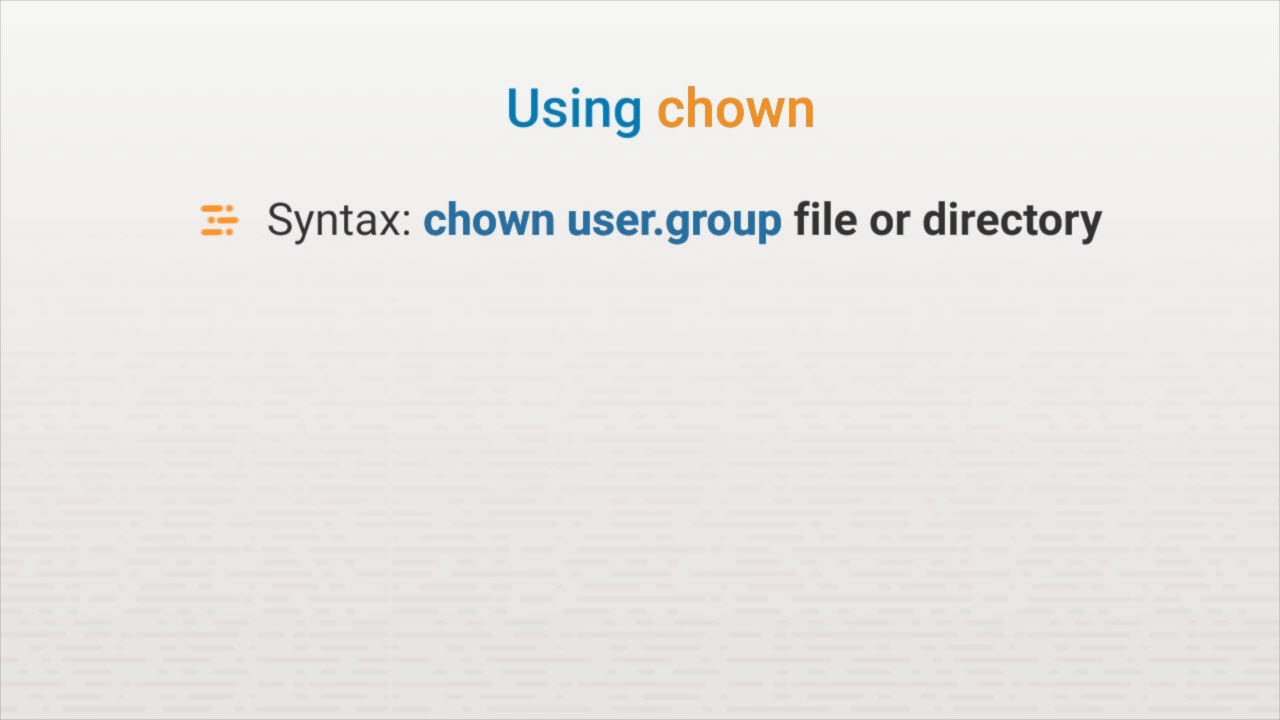 Using chown
Syntax: chown user.group file or directory